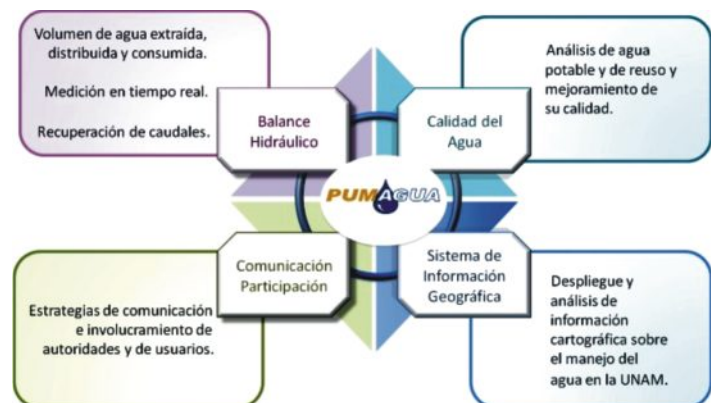 Volumen de agua extraída,
distribuida y consumida.
Medición en tiempo real.
Recuperación de caudales.
Balance
Hidráulico
Calidad del
Agua
Análisis de agua
potable y de reuso y
mejoramiento de
su calidad.
PUMAGUA
Comunicación
Participación
Sistema de
Información
Geográfica
Estrategias de comunicación
e involucramiento de
autoridades y de usuarios.
Despliegue y
análisis de
información
cartográfica sobre
el manejo del
agua en la UNAM.